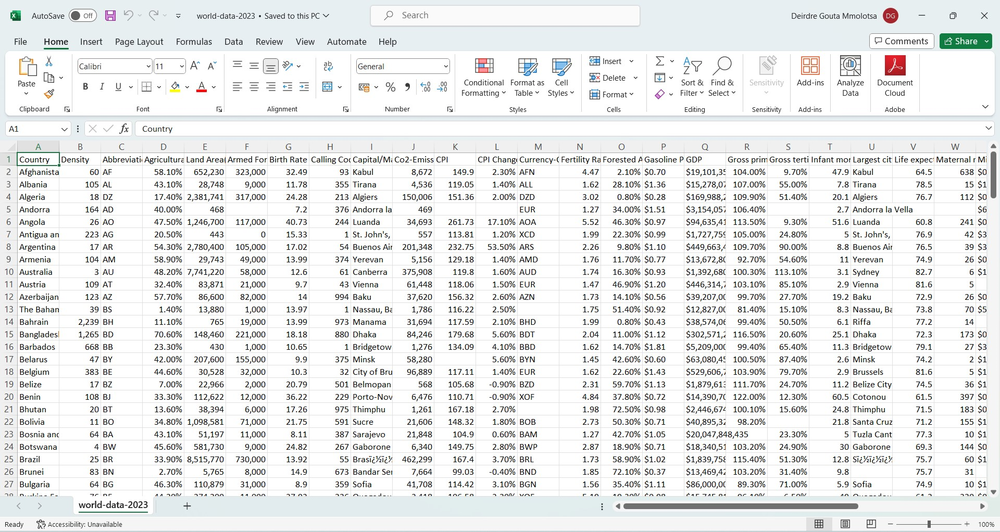 AutoSave Off world-data-2023 • Saved to this PC Search Deirdre Gouta Mmolotsa DG
File Home Insert Page Layout Formulas Data Review View Automate Help Comments Share
Paste Calibri 11 General Conditional Formatting Format as Table Cell Styles Insert Delete Format Sort & Filter Find & Select Sensitivity Add-ins Analyze Data Document Cloud
Clipboard Font Alignment Number Styles Cells Editing Sensitivity Add-ins Adobe
A1 fx Country
A B C D E F G H I J K L M N O P Q R S T U V W
1 Country Density Abbreviati Agricultura Land Area( Armed For Birth Rate Calling Coc Capital/Ma Co2-Emiss CPI CPI Chang Currency-C Fertility Ra Forested A Gasoline P GDP Gross prim Gross terti Infant mor Largest cit Life expec Maternal r Mi
2 Afghanista 60 AF 58.10% 652,230 323,000 32.49 93 Kabul 8,672 149.9 2.30% AFN 4.47 2.10% $0.70 $19,101,35 104.00% 9.70% 47.9 Kabul 64.5 638 $0
3 Albania 105 AL 43.10% 28,748 9,000 11.78 355 Tirana 4,536 119.05 1.40% ALL 1.62 28.10% $1.36 $15,278,07 107.00% 55.00% 7.8 Tirana 78.5 15 $1
4 Algeria 18 DZ 17.40% 2,381,741 317,000 24.28 213 Algiers 150,006 151.36 2.00% DZD 3.02 0.80% $0.28 $169,988,2 109.90% 51.40% 20.1 Algiers 76.7 112 $0
5 Andorra 164 AD 40.00% 468 7.2 376 Andorra la 469 EUR 1.27 34.00% $1.51 $3,154,057 106.40% 2.7 Andorra la Vella $6
6 Angola 26 AO 47.50% 1,246,700 117,000 40.73 244 Luanda 34,693 261.73 17.10% AOA 5.52 46.30% $0.97 $94,635,41 113.50% 9.30% 51.6 Luanda 60.8 241 $0
7 Antigua an 223 AG 20.50% 443 0 15.33 1 St. John's, 557 113.81 1.20% XCD 1.99 22.30% $0.99 $1,727,759 105.00% 24.80% 5 St. John's, 76.9 42 $3
8 Argentina 17 AR 54.30% 2,780,400 105,000 17.02 54 Buenos Air 201,348 232.75 53.50% ARS 2.26 9.80% $1.10 $449,663,4 109.70% 90.00% 8.8 Buenos Air 76.5 39 $3
9 Armenia 104 AM 58.90% 29,743 49,000 13.99 374 Yerevan 5,156 129.18 1.40% AMD 1.76 11.70% $0.77 $13,672,80 92.70% 54.60% 11 Yerevan 74.9 26 $0
10 Australia 3 AU 48.20% 7,741,220 58,000 12.6 61 Canberra 375,908 119.8 1.60% AUD 1.74 16.30% $0.93 $1,392,680 100.30% 113.10% 3.1 Sydney 82.7 6 $1
11 Austria 109 AT 32.40% 83,871 21,000 9.7 43 Vienna 61,448 118.06 1.50% EUR 1.47 46.90% $1.20 $446,314,7 103.10% 85.10% 2.9 Vienna 81.6 5
12 Azerbaijan 123 AZ 57.70% 86,600 82,000 14 994 Baku 37,620 156.32 2.60% AZN 1.73 14.10% $0.56 $39,207,00 99.70% 27.70% 19.2 Baku 72.9 26 $0
13 The Baham 39 BS 1.40% 13,880 1,000 13.97 1 Nassau, Ba 1,786 116.22 2.50% 1.75 51.40% $0.92 $12,827,00 81.40% 15.10% 8.3 Nassau, Ba 73.8 70 $5
14 Bahrain 2,239 BH 11.10% 765 19,000 13.99 973 Manama 31,694 117.59 2.10% BHD 1.99 0.80% $0.43 $38,574,06 99.40% 50.50% 6.1 Riffa 77.2 14
15 Bangladesl 1,265 BD 70.60% 148,460 221,000 18.18 880 Dhaka 84,246 179.68 5.60% BDT 2.04 11.00% $1.12 $302,571,2 116.50% 20.60% 25.1 Dhaka 72.3 173 $0
16 Barbados 668 BB 23.30% 430 1,000 10.65 1 Bridgetow 1,276 134.09 4.10% BBD 1.62 14.70% $1.81 $5,209,000 99.40% 65.40% 11.3 Bridgetow 79.1 27 $3
17 Belarus 47 BY 42.00% 207,600 155,000 9.9 375 Minsk 58,280 5.60% BYN 1.45 42.60% $0.60 $63,080,45 100.50% 87.40% 2.6 Minsk 74.2 2 $1
18 Belgium 383 BE 44.60% 30,528 32,000 10.3 32 City of Bru 96,889 117.11 1.40% EUR 1.62 22.60% $1.43 $529,606,7 103.90% 79.70% 2.9 Brussels 81.6 5 $1
19 Belize 17 BZ 7.00% 22,966 2,000 20.79 501 Belmopan 568 105.68 -0.90% BZD 2.31 59.70% $1.13 $1,879,613 111.70% 24.70% 11.2 Belize City 74.5 36 $1
20 Benin 108 BJ 33.30% 112,622 12,000 36.22 229 Porto-Nov 6,476 110.71 -0.90% XOF 4.84 37.80% $0.72 $14,390,70 122.00% 12.30% 60.5 Cotonou 61.5 397 $0
21 Bhutan 20 BT 13.60% 38,394 6,000 17.26 975 Thimphu 1,261 167.18 2.70% 1.98 72.50% $0.98 $2,446,674 100.10% 15.60% 24.8 Thimphu 71.5 183 $0
22 Bolivia 11 BO 34.80% 1,098,581 71,000 21.75 591 Sucre 21,606 148.32 1.80% BOB 2.73 50.30% $0.71 $40,895,32 98.20% 21.8 Santa Cruz 71.2 155 $1
23 Bosnia and 64 BA 43.10% 51,197 11,000 8.11 387 Sarajevo 21,848 104.9 0.60% BAM 1.27 42.70% $1.05 $20,047,848,435 23.30% 5 Tuzla Cant 77.3 10 $1
24 Botswana 4 BW 45.60% 581,730 9,000 24.82 267 Gaborone 6,340 149.75 2.80% BWP 2.87 18.90% $0.71 $18,340,51 103.20% 24.90% 30 Gaborone 69.3 144 $0
25 Brazil 25 BR 33.90% 8,515,770 730,000 13.92 55 Brasï¿½ï¿½ 462,299 167.4 3.70% BRL 1.73 58.90% $1.02 $1,839,758 115.40% 51.30% 12.8 Sï¿½ï¿½ï¿½ 75.7 60 $1
26 Brunei 83 BN 2.70% 5,765 8,000 14.9 673 Bandar Ser 7,664 99.03 -0.40% BND 1.85 72.10% $0.37 $13,469,42 103.20% 31.40% 9.8 75.7 31
27 Bulgaria 64 BG 46.30% 110,879 31,000 8.9 359 Sofia 41,708 114.42 3.10% BGN 1.56 35.40% $1.11 $86,000,00 89.30% 71.00% 5.9 Sofia 74.9 10 $1
world-data-2023
Ready Accessibility: Unavailable 100%